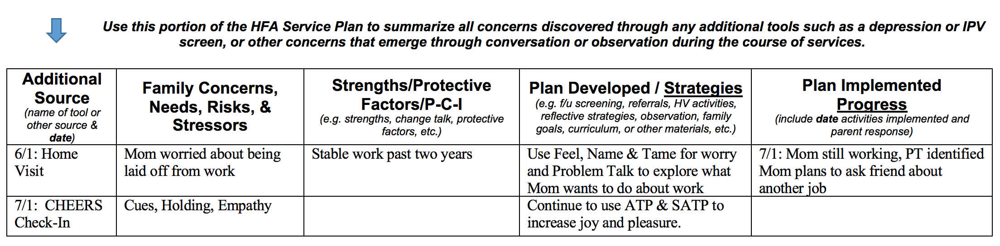 Use this portion of the HFA Service Plan to summarize all concerns discovered through any additional tools such as a depression or IPV
screen, or other concerns that emerge through conversation or observation during the course of services.
Additional
Source
(name of tool or
other source &
date)
Family Concerns,
Needs, Risks, &
Stressors
Strengths/Protective
Factors/P-C-I
(e.g. strengths, change talk, protective
factors, etc.)
Plan Developed / Strategies
(e.g. f/u screening, referrals, HV activities,
reflective strategies, observation, family
goals, curriculum, or other materials, etc.)
Plan Implemented
Progress
(include date activities implemented and
parent response)
6/1: Home
Visit
Mom worried about being
laid off from work
Stable work past two years
Use Feel, Name & Tame for worry
and Problem Talk to explore what
Mom wants to do about work
7/1: Mom still working, PT identified
Mom plans to ask friend about
another job
7/1:  CHEERS
Check-In
Cues, Holding, Empathy
Continue to use ATP & SATP to
increase joy and pleasure.